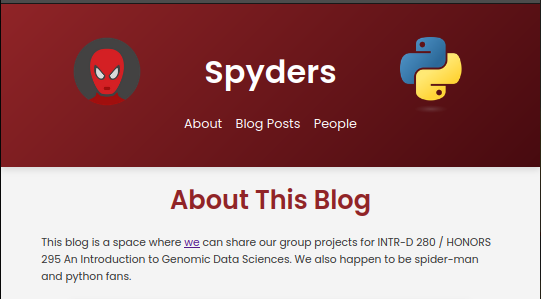 Spyders
About Blog Posts People
About This Blog
This blog is a space where we can share our group projects for INTR-D 280 / HONORS
295 An Introduction to Genomic Data Sciences. We also happen to be spider-man
and python fans.